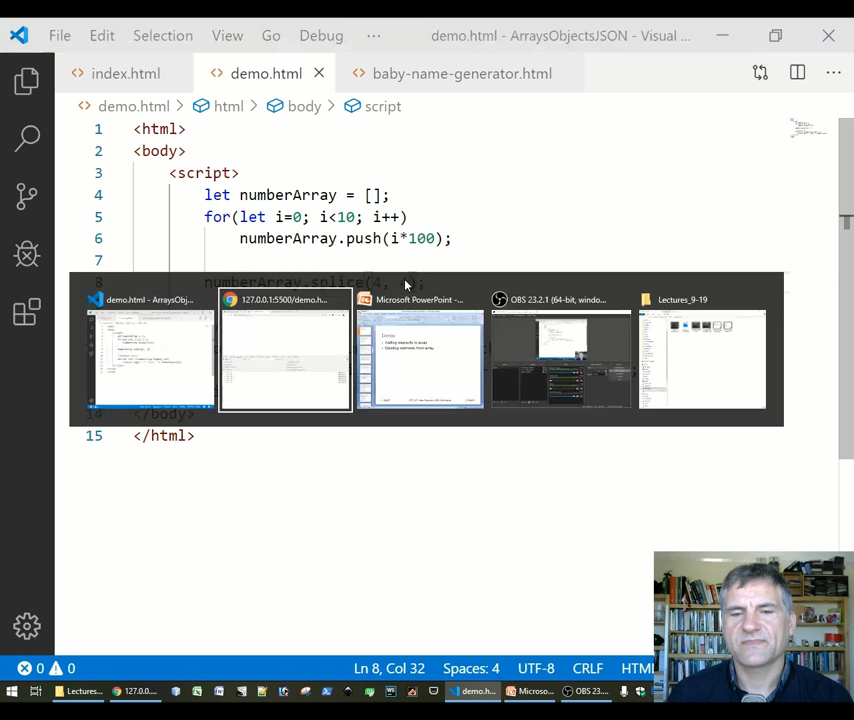 File Edit Selection View Go Debug ··· demo.html - ArraysObjectsJSON - Visual ...
index.html demo.html baby-name-generator.html ···
demo.html > html > body > script
1 <html>
2 <body>
3 <script>
4 let numberArray = [];
5 for(let i=0; i<10; i++)
6 numberArray.push(i*100);
7
8 numberArray.splice(4, 4);
demo.html - ArraysObj... 127.0.0.1:5500/demo.h... Microsoft PowerPoint -... OBS 23.2.1 (64-bit, windo... Lectures_9-19
Demos
14 </body>
15 </html>
0 0 Ln 8, Col 32 Spaces: 4 UTF-8 CRLF HTML
Lectures... 127.0.0... demo.h... Microso... OBS 23...